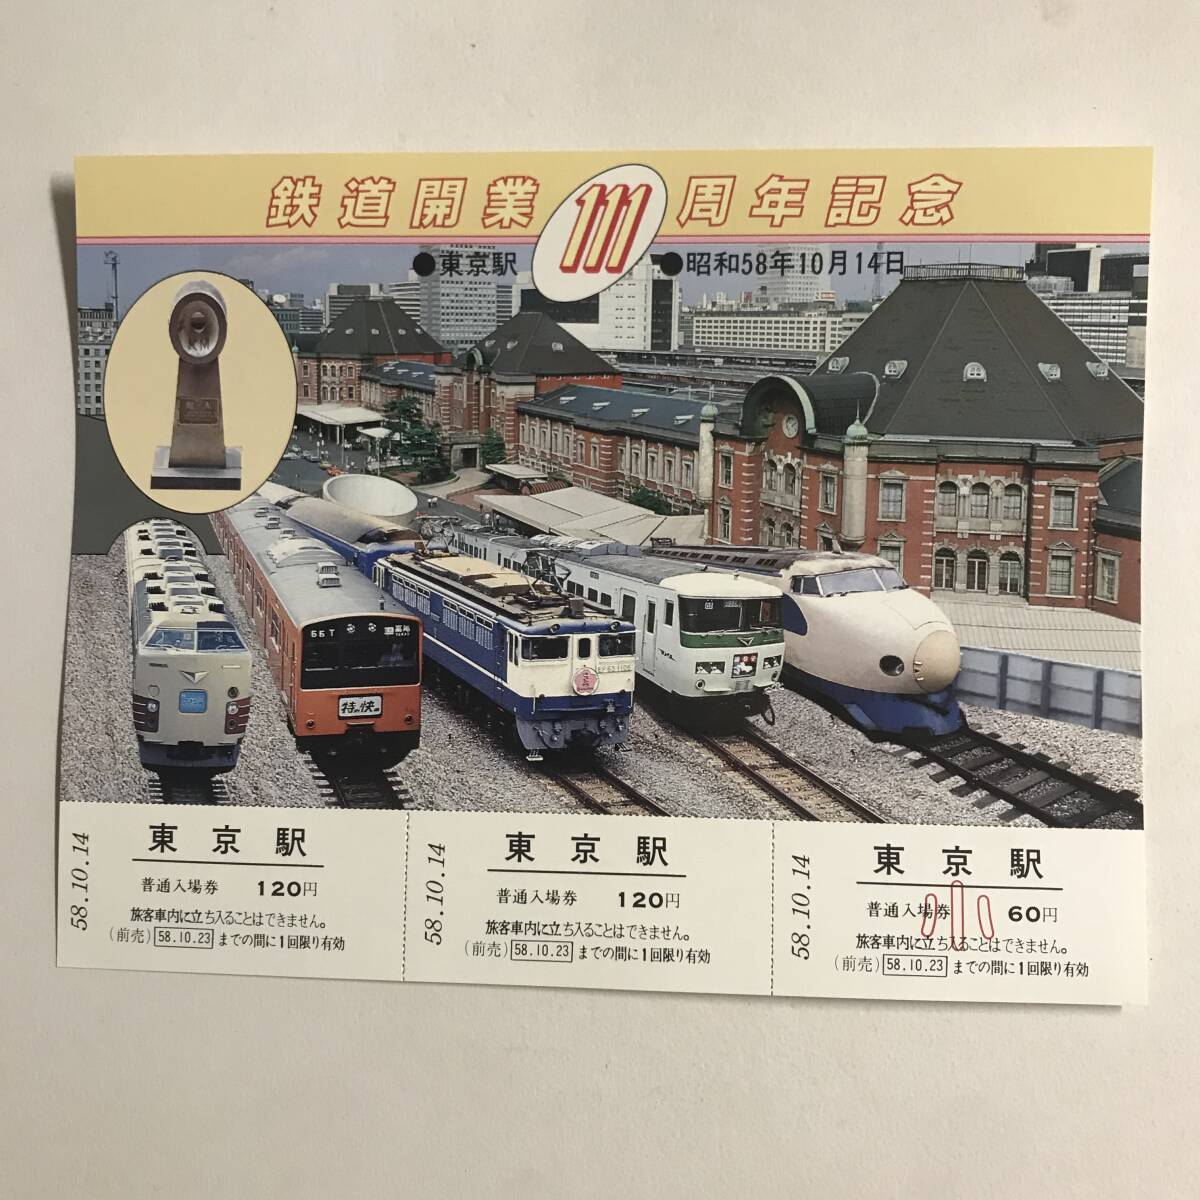 鉄道開業111周年記念
●東京駅 ●昭和58年10月14日
66T
特快
58.10.14
東京駅
普通入場券 120円
旅客車内に立ち入ることはできません。
(前売) 58.10.23 までの間に1回限り有効
58.10.14
東京駅
普通入場券 120円
旅客車内に立ち入ることはできません。
(前売) 58.10.23 までの間に1回限り有効
58.10.14
東京駅
普通入場券 60円
小
旅客車内に立ち入ることはできません。
(前売) 58.10.23 までの間に1回限り有効